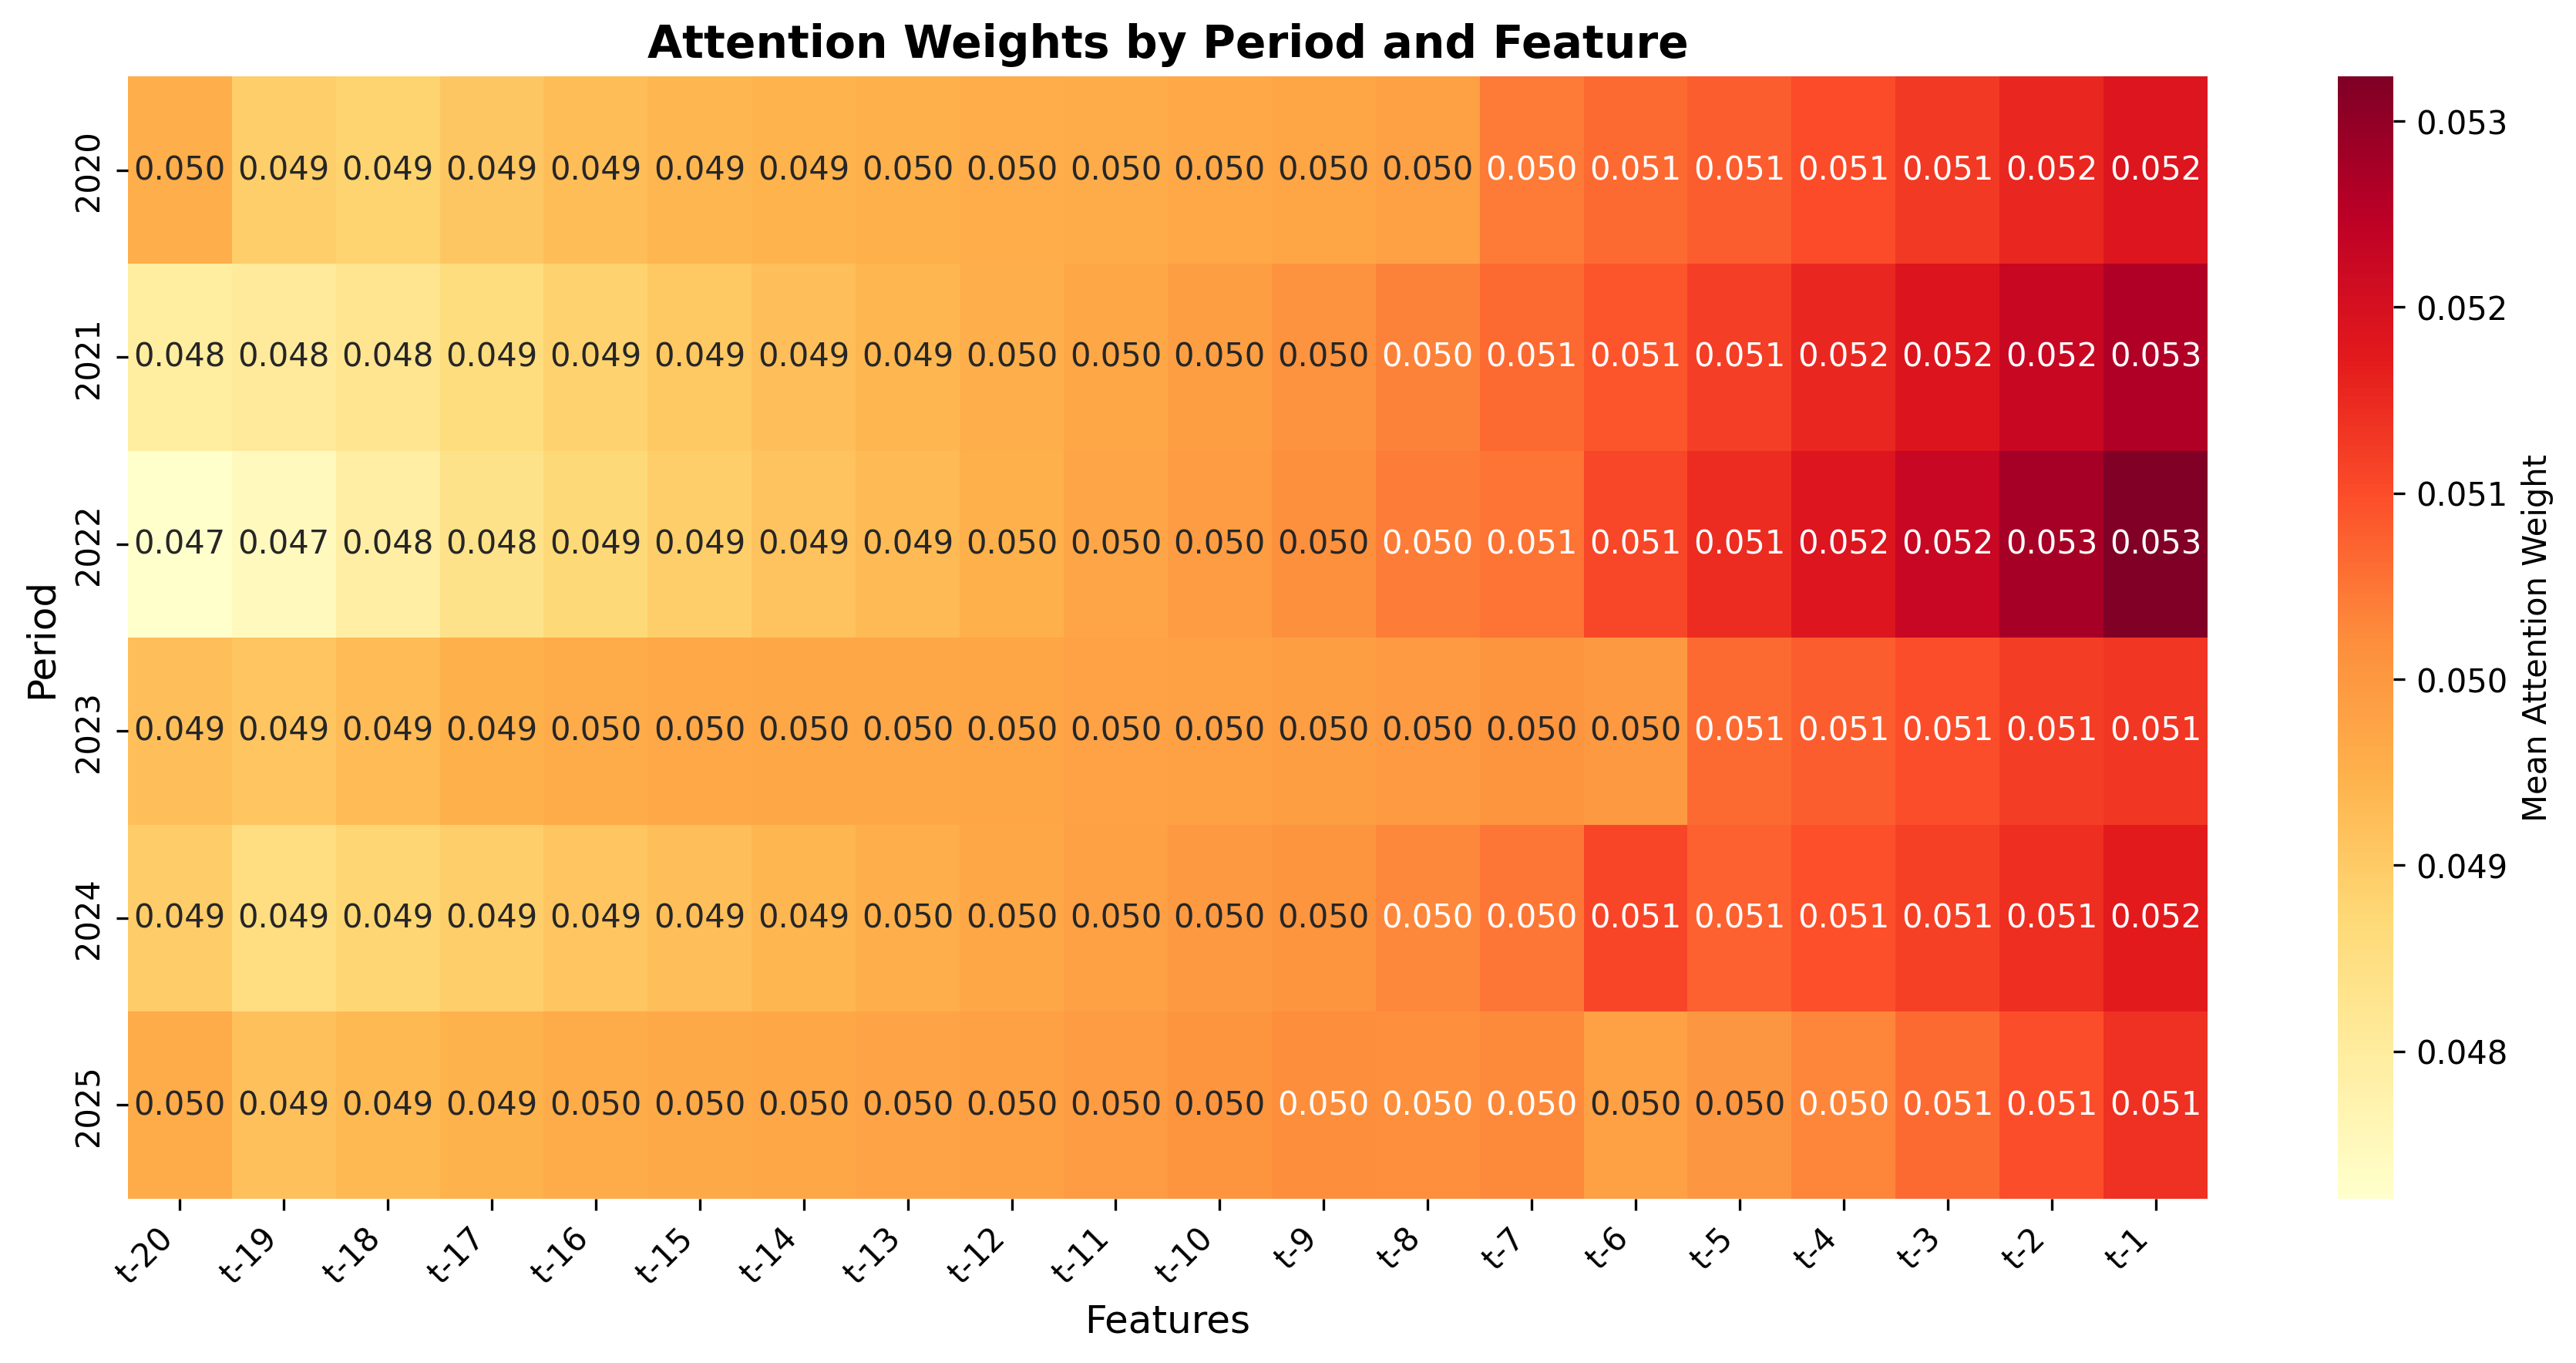 Attention Weights by Period and Feature
2020 0.050 0.049 0.049 0.049 0.049 0.049 0.049 0.050 0.050 0.050 0.050 0.050 0.050 0.050 0.051 0.051 0.051 0.051 0.052 0.052
2021 0.048 0.048 0.048 0.049 0.049 0.049 0.049 0.049 0.050 0.050 0.050 0.050 0.050 0.051 0.051 0.051 0.052 0.052 0.052 0.053
2022 0.047 0.047 0.048 0.048 0.049 0.049 0.049 0.049 0.050 0.050 0.050 0.050 0.050 0.051 0.051 0.051 0.052 0.052 0.053 0.053
2023 0.049 0.049 0.049 0.049 0.050 0.050 0.050 0.050 0.050 0.050 0.050 0.050 0.050 0.050 0.050 0.051 0.051 0.051 0.051 0.051
2024 0.049 0.049 0.049 0.049 0.049 0.049 0.049 0.050 0.050 0.050 0.050 0.050 0.050 0.050 0.051 0.051 0.051 0.051 0.051 0.052
2025 0.050 0.049 0.049 0.049 0.050 0.050 0.050 0.050 0.050 0.050 0.050 0.050 0.050 0.050 0.050 0.050 0.050 0.051 0.051 0.051
t-20 t-19 t-18 t-17 t-16 t-15 t-14 t-13 t-12 t-11 t-10 t-9 t-8 t-7 t-6 t-5 t-4 t-3 t-2 t-1
Features
Period
0.053
0.052
0.051
0.050
0.049
0.048
Mean Attention Weight